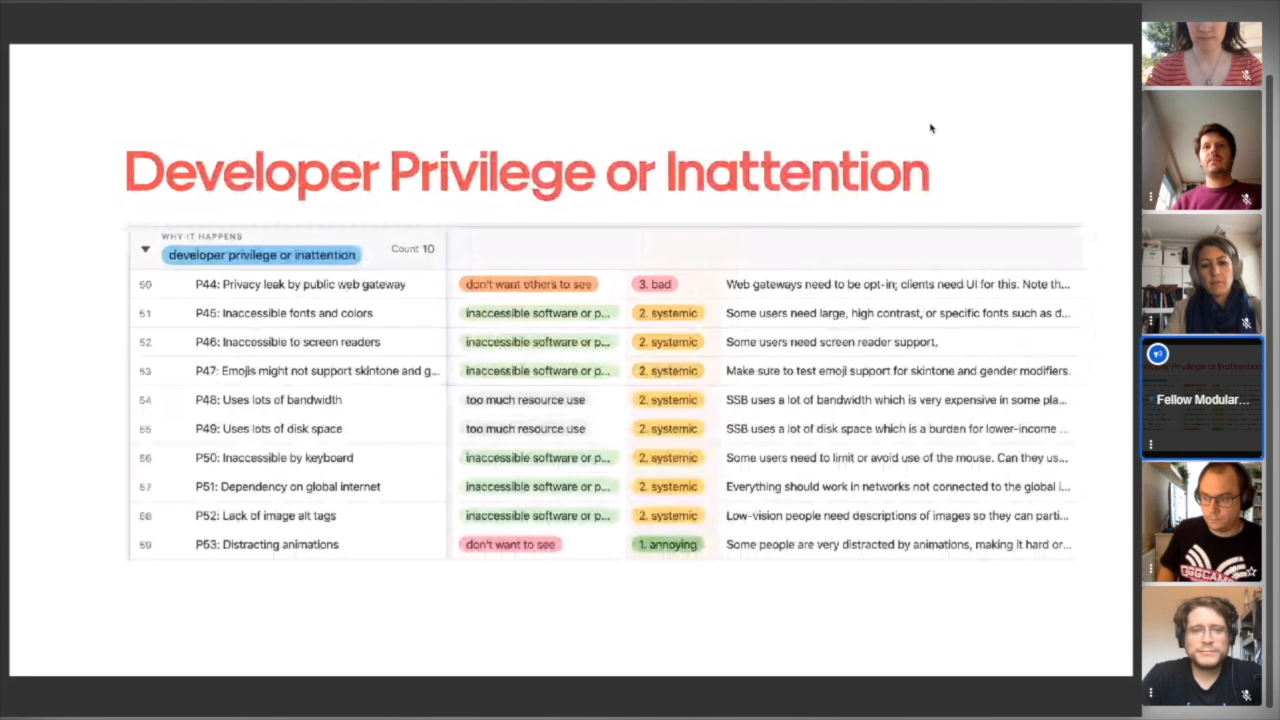 Developer Privilege or Inattention
WHY IT HAPPENS
developer privilege or inattention Count 10
50 P44: Privacy leak by public web gateway don't want others to see 3. bad Web gateways need to be opt-in; clients need UI for this. Note th...
51 P45: Inaccessible fonts and colors inaccessible software or p... 2. systemic Some users need large, high contrast, or specific fonts such as d...
52 P46: Inaccessible to screen readers inaccessible software or p... 2. systemic Some users need screen reader support.
53 P47: Emojis might not support skintone and g... inaccessible software or p... 2. systemic Make sure to test emoji support for skintone and gender modifiers.
54 P48: Uses lots of bandwidth too much resource use 2. systemic SSB uses a lot of bandwidth which is very expensive in some pla...
55 P49: Uses lots of disk space too much resource use 2. systemic SSB uses a lot of disk space which is a burden for lower-income ...
56 P50: Inaccessible by keyboard inaccessible software or p... 2. systemic Some users need to limit or avoid use of the mouse. Can they us...
57 P51: Dependency on global internet inaccessible software or p... 2. systemic Everything should work in networks not connected to the global i...
58 P52: Lack of image alt tags inaccessible software or p... 2. systemic Low-vision people need descriptions of images so they can parti...
59 P53: Distracting animations don't want to see 1. annoying Some people are very distracted by animations, making it hard or...
Fellow Modular...
OGGCAMP